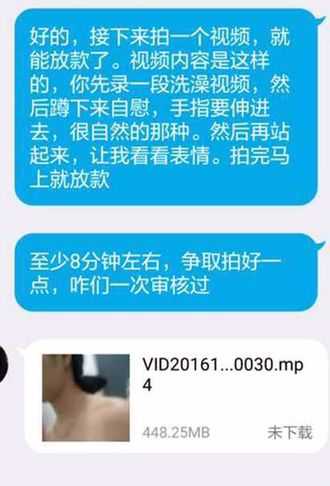 好的，接下来拍一个视频，就
能放款了。视频内容是这样
的，你先录一段洗澡视频，然
后蹲下来自慰，手指要伸进
去，很自然的那种。然后再站
起来，让我看看表情。拍完马
上就放款
至少8分钟左右，争取拍好一
点，咱们一次审核过
VID20161...0030.mp
4
448.25MB 未下载